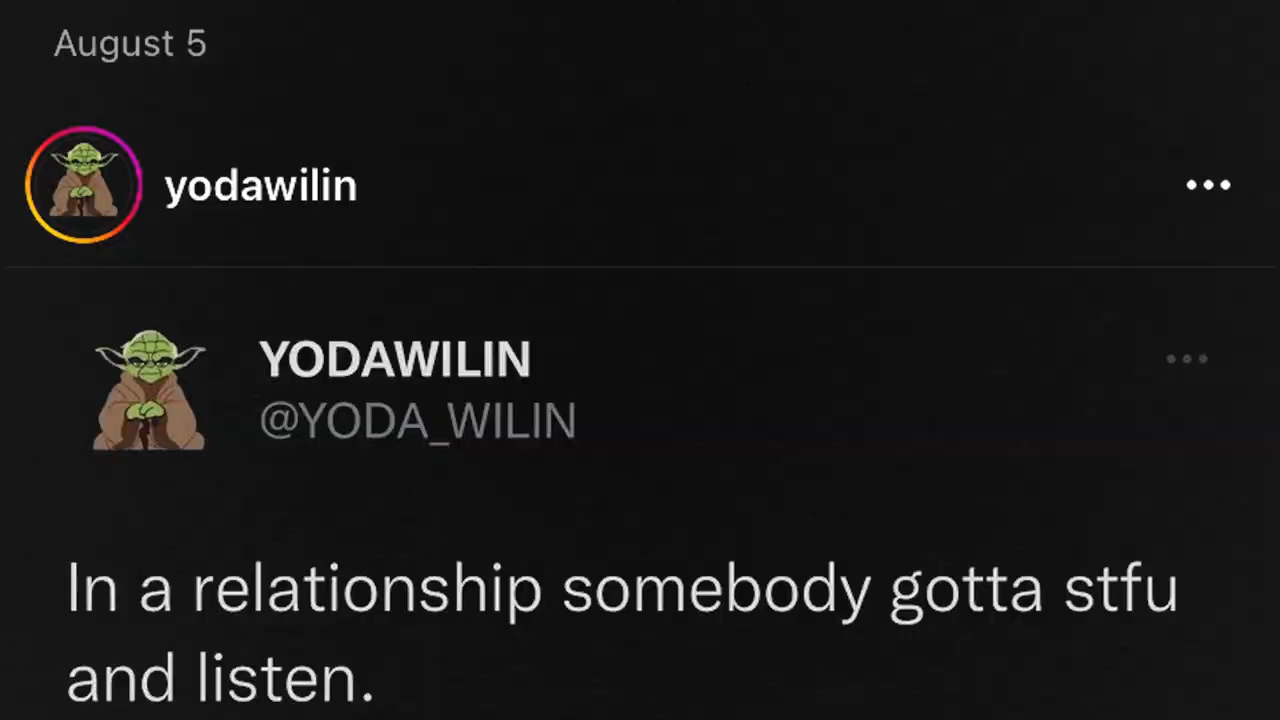 August 5
yodawilin
YODAWILIN
@YODA_WILIN
In a relationship somebody gotta stfu
and listen.